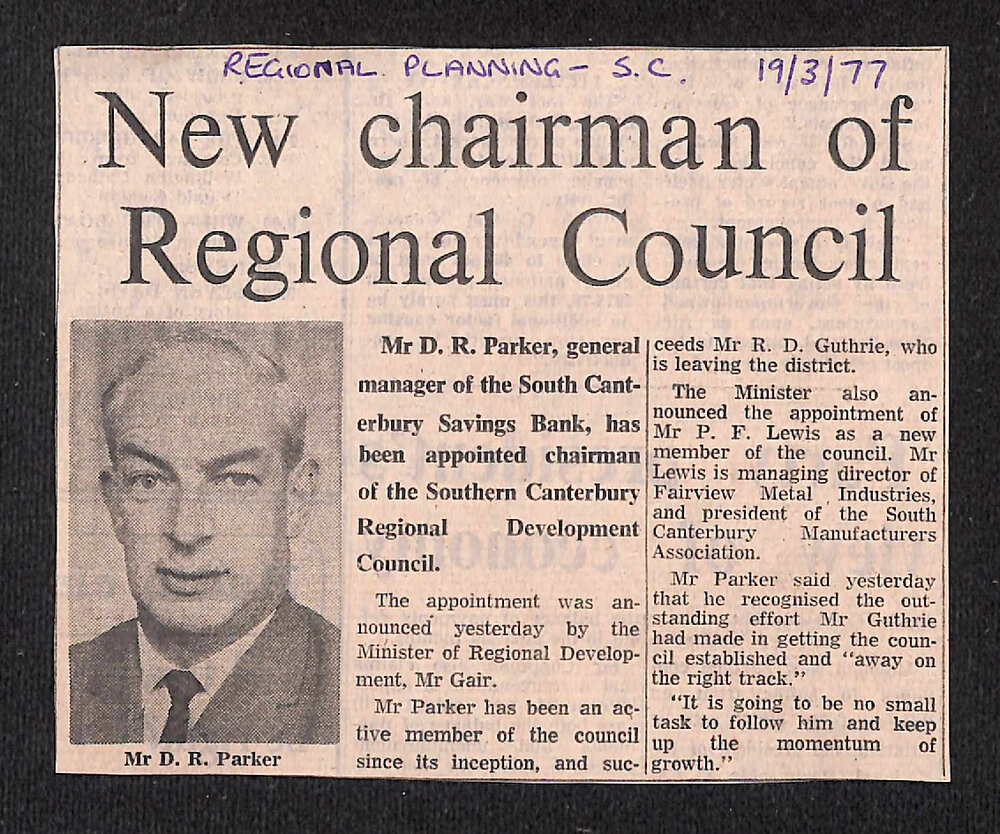 REGIONAL PLANNING - S.C. 19/3/77
New chairman of
Regional Council
Mr D. R. Parker, general
manager of the South Cant-
erbury Savings Bank, has
been appointed chairman
of the Southern Canterbury
Regional Development
Council.
The appointment was an-
nounced yesterday by the
Minister of Regional Develop-
ment, Mr Gair.
Mr Parker has been an ac-
tive member of the council
since its inception, and suc-
ceeds Mr R. D. Guthrie, who
is leaving the district.
The Minister also an-
nounced the appointment of
Mr P. F. Lewis as a new
member of the council. Mr
Lewis is managing director of
Fairview Metal Industries,
and president of the South
Canterbury Manufacturers
Association.
Mr Parker said yesterday
that he recognised the out-
standing effort Mr Guthrie
had made in getting the coun-
cil established and "away on
the right track."
"It is going to be no small
task to follow him and keep
up the momentum of
growth."
Mr D. R. Parker